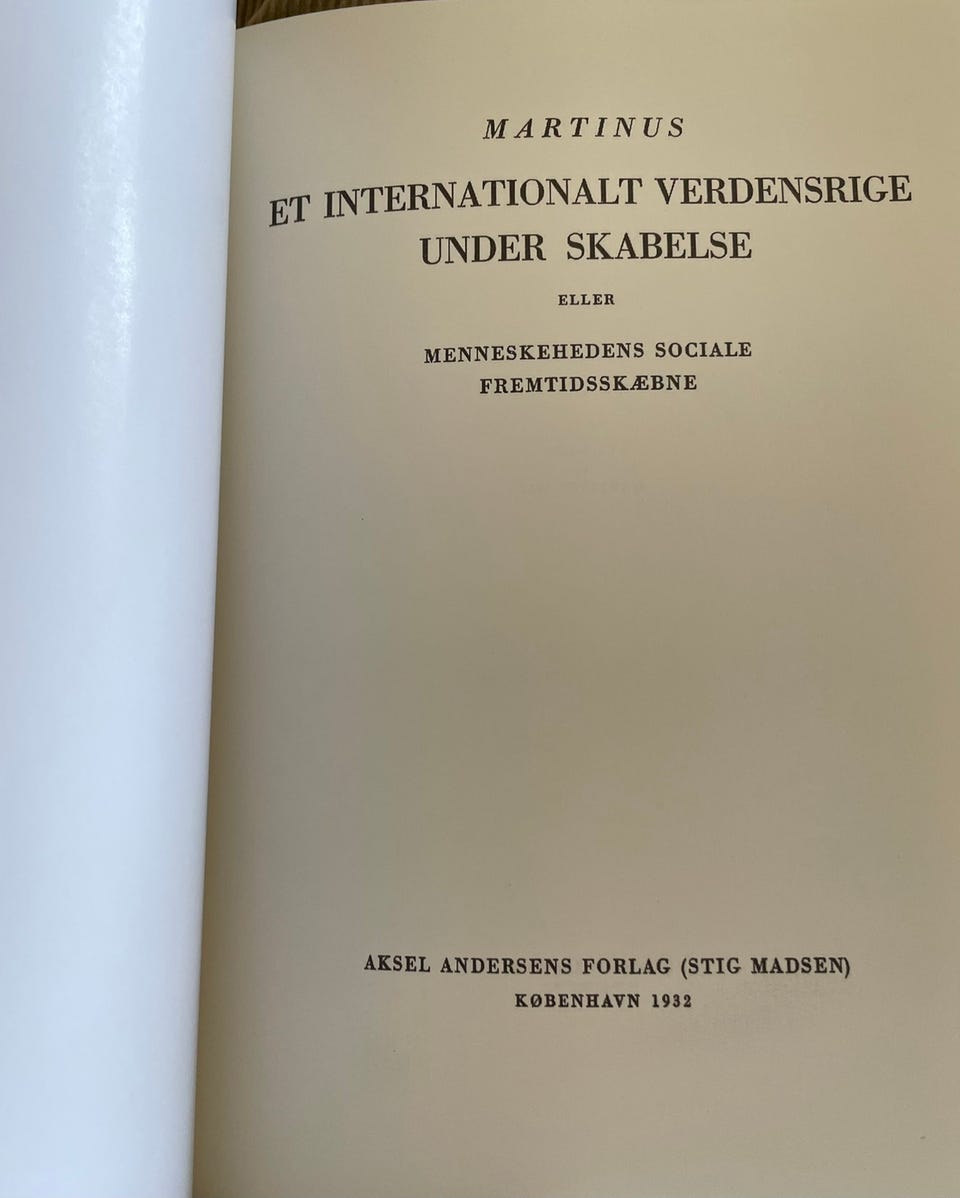 MARTINUS
ET INTERNATIONALT VERDENSRIGE
UNDER SKABELSE
ELLER
MENNESKEHEDENS SOCIALE
FREMTIDSSKÆBNE
AKSEL ANDERSENS FORLAG (STIG MADSEN)
KØBENHAVN 1932